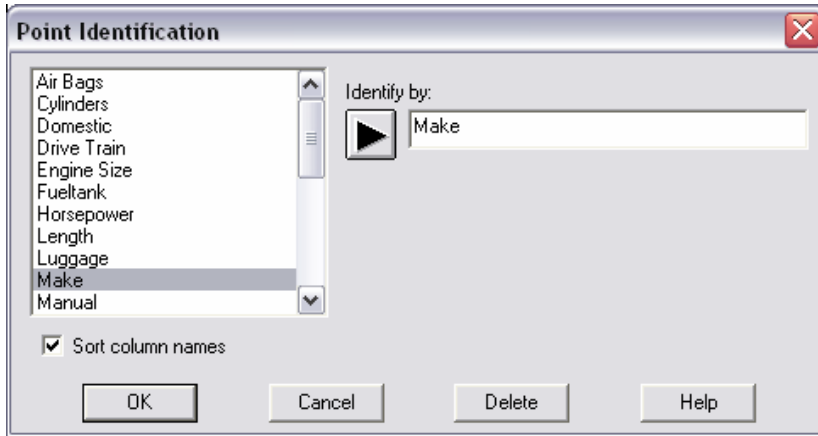 Point Identification
Air Bags
Cylinders
Domestic
Drive Train
Engine Size
Fueltank
Horsepower
Length
Luggage
Make
Manual
Identify by:
Make
Sort column names
OK Cancel Delete Help